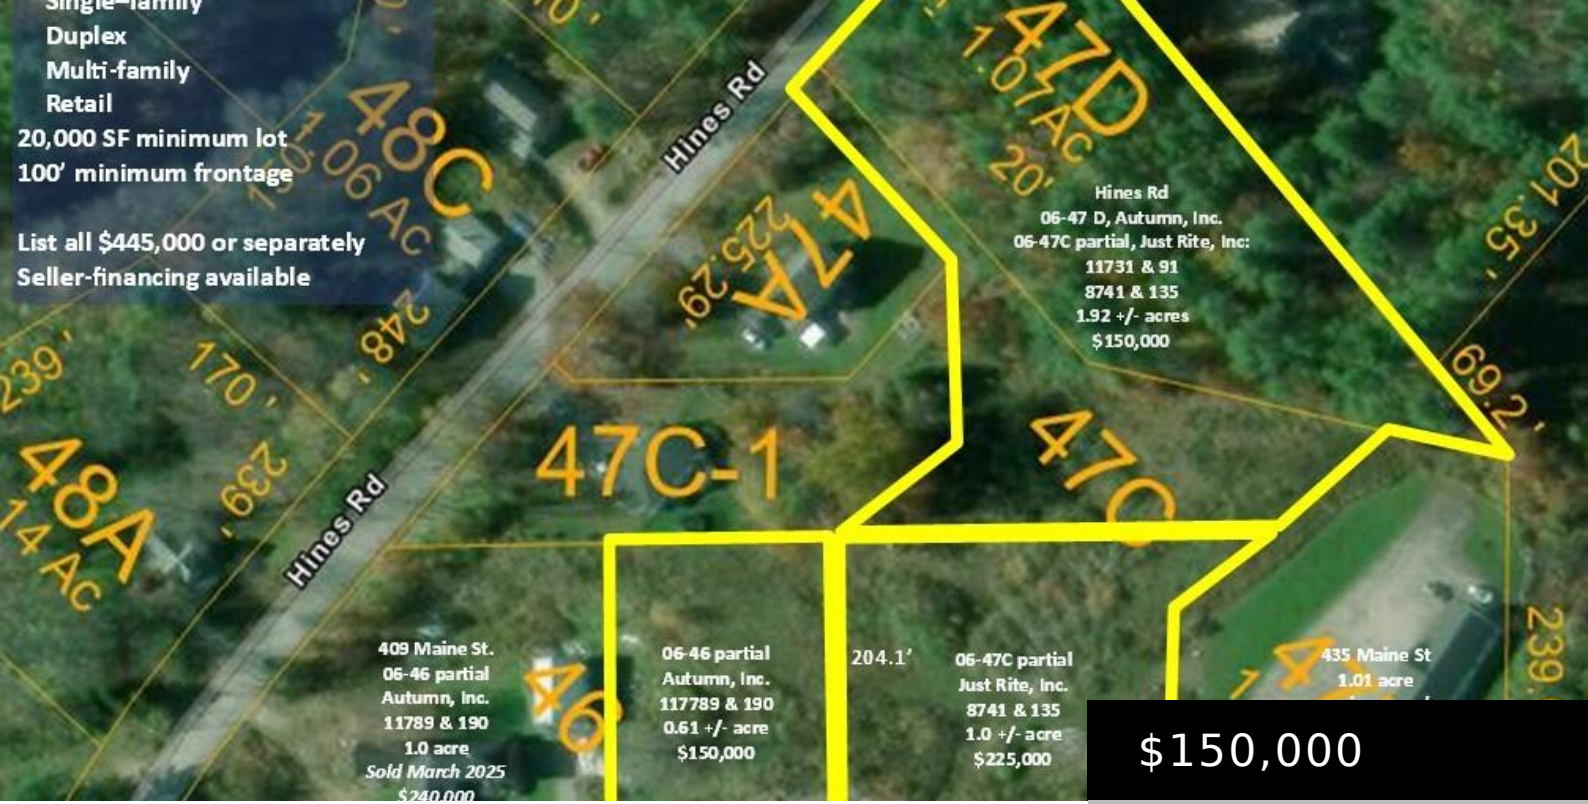 Single-family
Duplex
Multi-family
Retail
20,000 SF minimum lot
100' minimum frontage
List all $445,000 or separately
Seller-financing available
48C
1.06 AC
150'
Hines Rd
47D
1.07Ac
20'
201.35'
47A
225.29'
Hines Rd
06-47 D, Autumn, Inc.
06-47C partial, Just Rite, Inc:
11731 & 91
8741 & 135
1.92 +/- acres
$150,000
248'
170'
239'
239'
69.2'
48A
14 Ac
Hines Rd
47C-1
47C
409 Maine St.
06-46 partial
Autumn, Inc.
11789 & 190
1.0 acre
Sold March 2025
$240,000
46
06-46 partial
Autumn, Inc.
117789 & 190
0.61 +/- acre
$150,000
204.1'
06-47C partial
Just Rite, Inc.
8741 & 135
1.0 +/- acre
$225,000
435 Maine St
1.01 acre
239.
$150,000